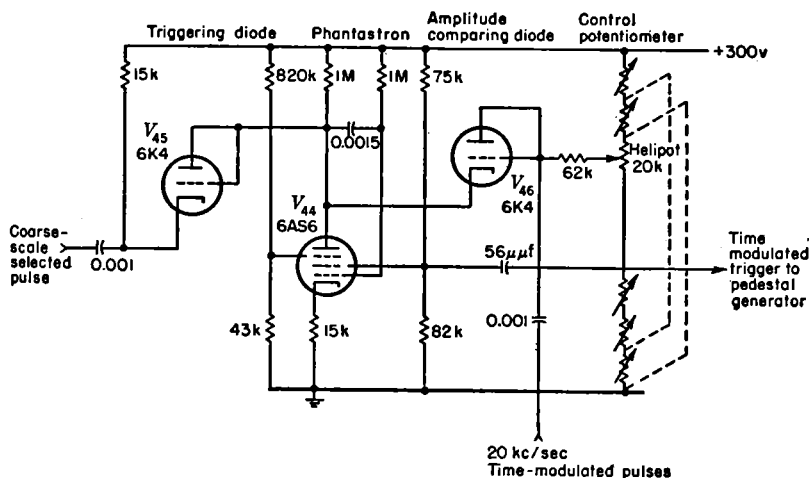 Triggering diode
Phantastron
Amplitude
comparing diode
Control
potentiometer
+300v
15k
820k
1M
1M
75k
V45
6K4
0.0015
V46
6K4
62k
Helipot
20k
V44
6AS6
Coarse-
scale
selected
pulse
0.001
56μμf
Time
modulated
trigger to
pedestal
generator
43k
15k
82k
0.001
20 kc/sec
Time-modulated pulses